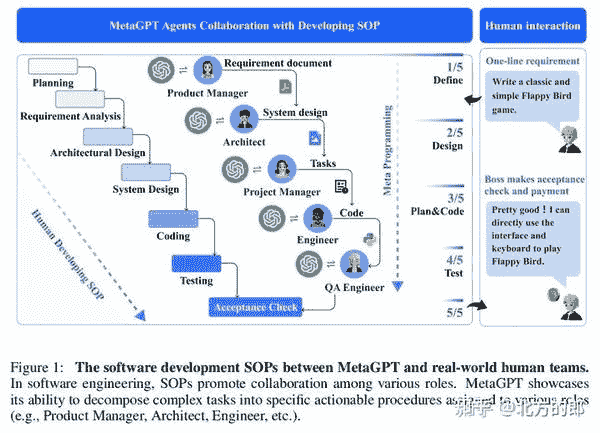 MetaGPT Agents Collaboration with Developing SOP
Human interaction
Planning
Requirement Analysis
Architectural Design
System Design
Coding
Testing
Acceptance Check
Human Developing SOP
Product Manager
Requirement document
Architect
System design
Project Manager
Tasks
Engineer
Code
QA Engineer
Meta Programming
1/5
Define
2/5
Design
3/5
Plan&Code
4/5
Test
5/5
One-line requirement
Write a classic and
simple Flappy Bird
game.
Boss makes acceptance
check and payment
Pretty good！I can
directly use the
interface and
keyboard to play
Flappy Bird.
Figure 1: The software development SOPs between MetaGPT and real-world human teams.
In software engineering, SOPs promote collaboration among various roles. MetaGPT showcases
its ability to decompose complex tasks into specific actionable procedures assigned to various roles
(e.g., Product Manager, Architect, Engineer, etc.).
知乎 @北方的郎